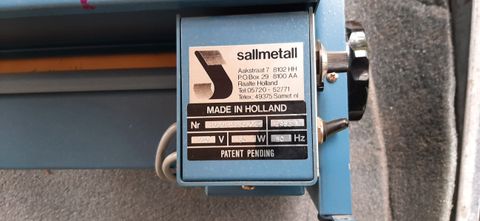 sallmetall
Aakstraat 7 8102 HH
P.O.Box 29 8100 AA
Raalte Holland
Tel 05720 - 52771
Telex: 49375 Samet nl
MADE IN HOLLAND
Nr
V W Hz
PATENT PENDING